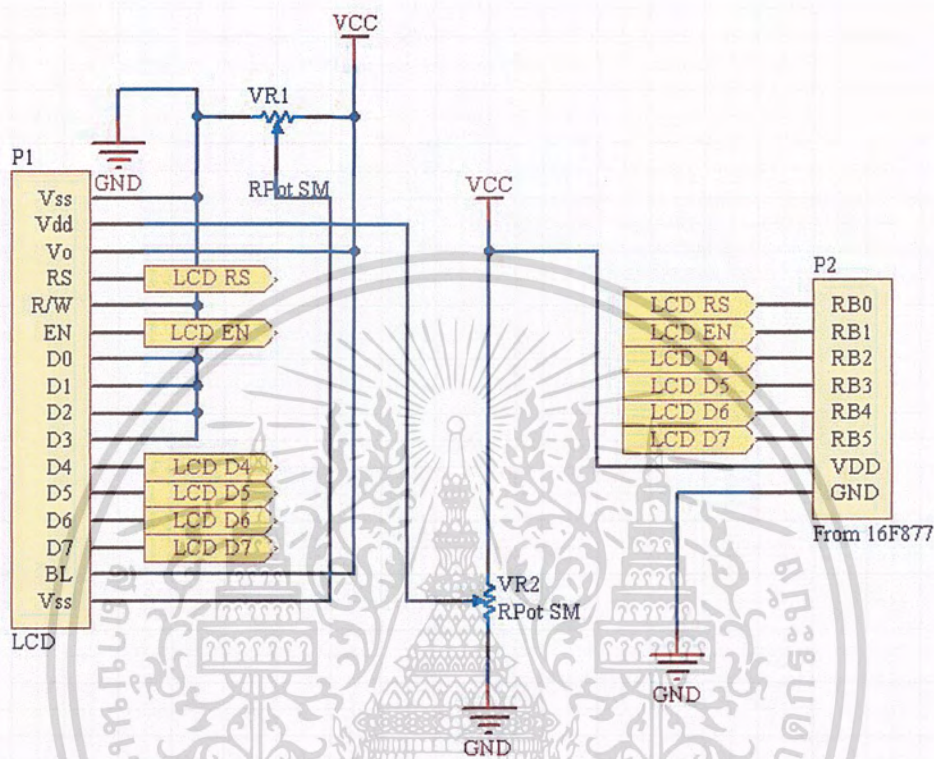 VCC
VR1
RPot SM
GND
P1
Vss
Vdd
Vo
RS
R/W
EN
D0
D1
D2
D3
D4
D5
D6
D7
BL
Vss
LCD
LCD RS
LCD EN
LCD D4
LCD D5
LCD D6
LCD D7
VCC
VR2
RPot SM
GND
P2
LCD RS
LCD EN
LCD D4
LCD D5
LCD D6
LCD D7
RB0
RB1
RB2
RB3
RB4
RB5
VDD
GND
From 16F877
GND